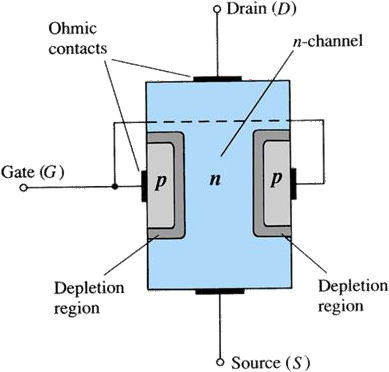 Drain (D)
Ohmic
contacts
n-channel
Gate (G)
p
n
p
Depletion
region
Depletion
region
Source (S)